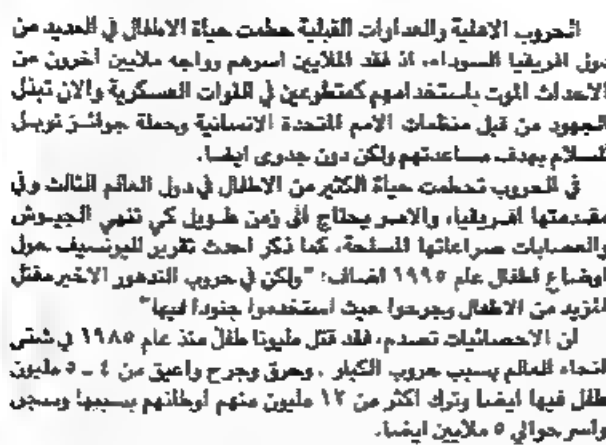 الحروب الاهلية والعداوات القبلية حطمت حياة الاطفال في العديد من
دول افريقيا السوداء، اذ فقد الملايين اسرهم وواجه ملايين آخرون من
الاحداث الموت باستخدامهم كمتطوعين في القوات العسكرية والان تبذل
الجهود من قبل منظمات الامم المتحدة الانسانية وحملة جوائز نوبل
للسلام بهدف مساعدتهم ولكن دون جدوى ايضا.
في الحروب تحطمت حياة الكثير من الاطفال في دول العالم الثالث وفي
مقدمتها افريقيا، والامر يحتاج الى زمن طويل كي تنهي الجيوش
والعصابات صراعاتها المسلحة، كما ذكر احدث تقرير لليونسيف حول
اوضاع اطفال عام ١٩٩٥ اضاف: "ولكن في حروب التدهور الاخير مقتل
المزيد من الاطفال وجرحوا حيث استخدموا جنودا فيها"
ان الاحصائيات تصدم، فقد قتل مليونا طفل منذ عام ١٩٨٥ في شتى
انحاء العالم بسبب حروب الكبار، وحرق وجرح واعيق من ٤ - ٥ مليون
طفل فيها ايضا وترك اكثر من ١٢ مليون منهم اوطانهم بسببها وسجن
واسر حوالي ٥ ملايين ايضا.